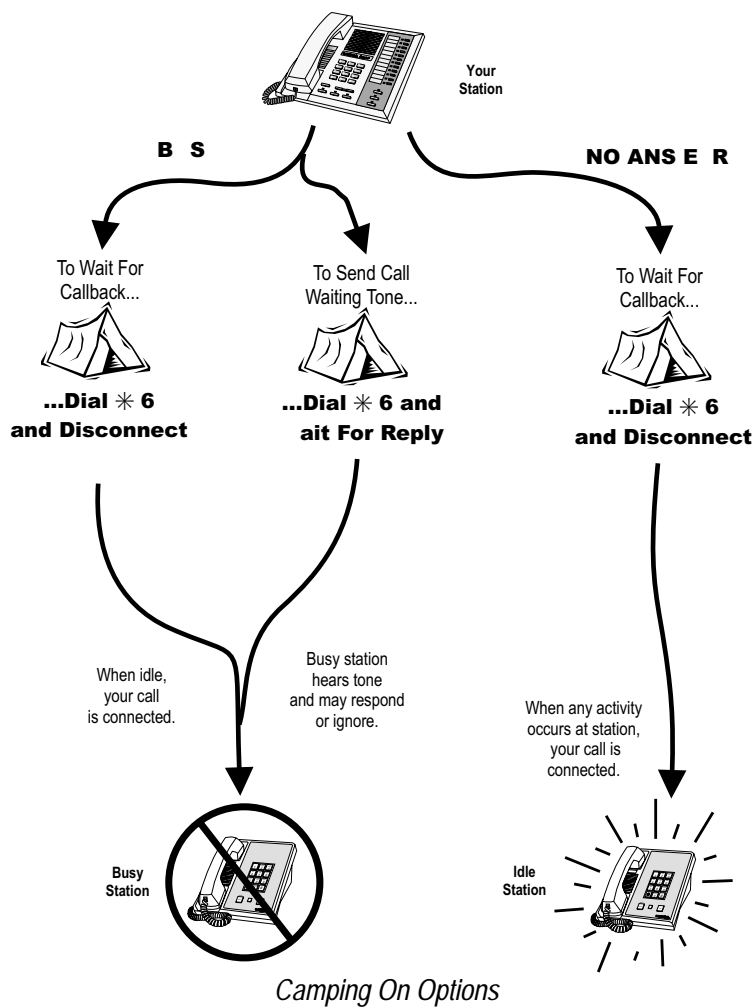 Your
Station
B S
NO ANS E R
To Wait For
Callback...
...Dial ✳ 6
and Disconnect
To Send Call
Waiting Tone...
...Dial ✳ 6 and
ait For Reply
To Wait For
Callback...
...Dial ✳ 6
and Disconnect
When idle,
your call
is connected.
Busy station
hears tone
and may respond
or ignore.
When any activity
occurs at station,
your call is
connected.
Busy
Station
Idle
Station
Camping On Options